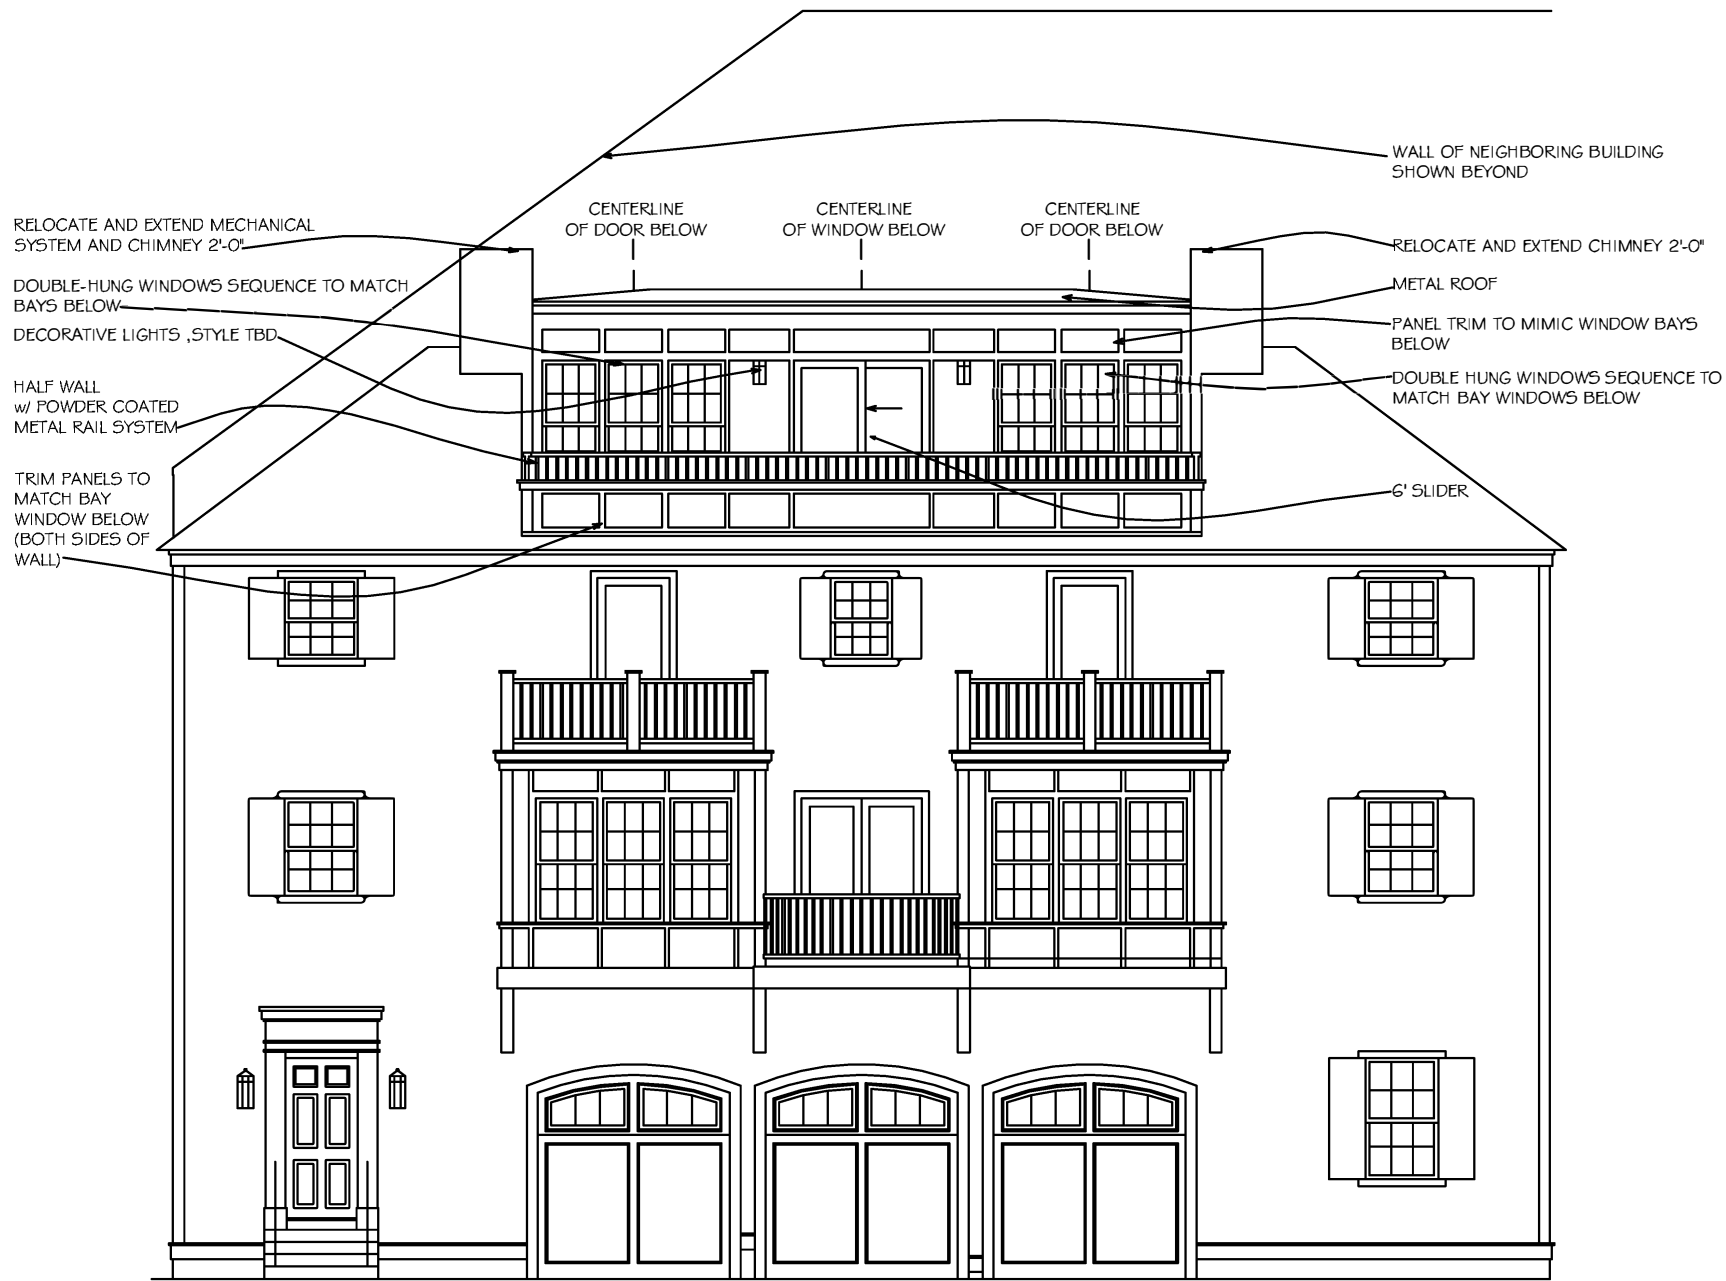 WALL OF NEIGHBORING BUILDING
SHOWN BEYOND
CENTERLINE
OF DOOR BELOW
CENTERLINE
OF WINDOW BELOW
CENTERLINE
OF DOOR BELOW
RELOCATE AND EXTEND MECHANICAL
SYSTEM AND CHIMNEY 2'-0"
DOUBLE-HUNG WINDOWS SEQUENCE TO MATCH
BAYS BELOW
DECORATIVE LIGHTS ,STYLE TBD
HALF WALL
w/ POWDER COATED
METAL RAIL SYSTEM
TRIM PANELS TO
MATCH BAY
WINDOW BELOW
(BOTH SIDES OF
WALL)
RELOCATE AND EXTEND CHIMNEY 2'-0"
METAL ROOF
PANEL TRIM TO MIMIC WINDOW BAYS
BELOW
DOUBLE HUNG WINDOWS SEQUENCE TO
MATCH BAY WINDOWS BELOW
6' SLIDER